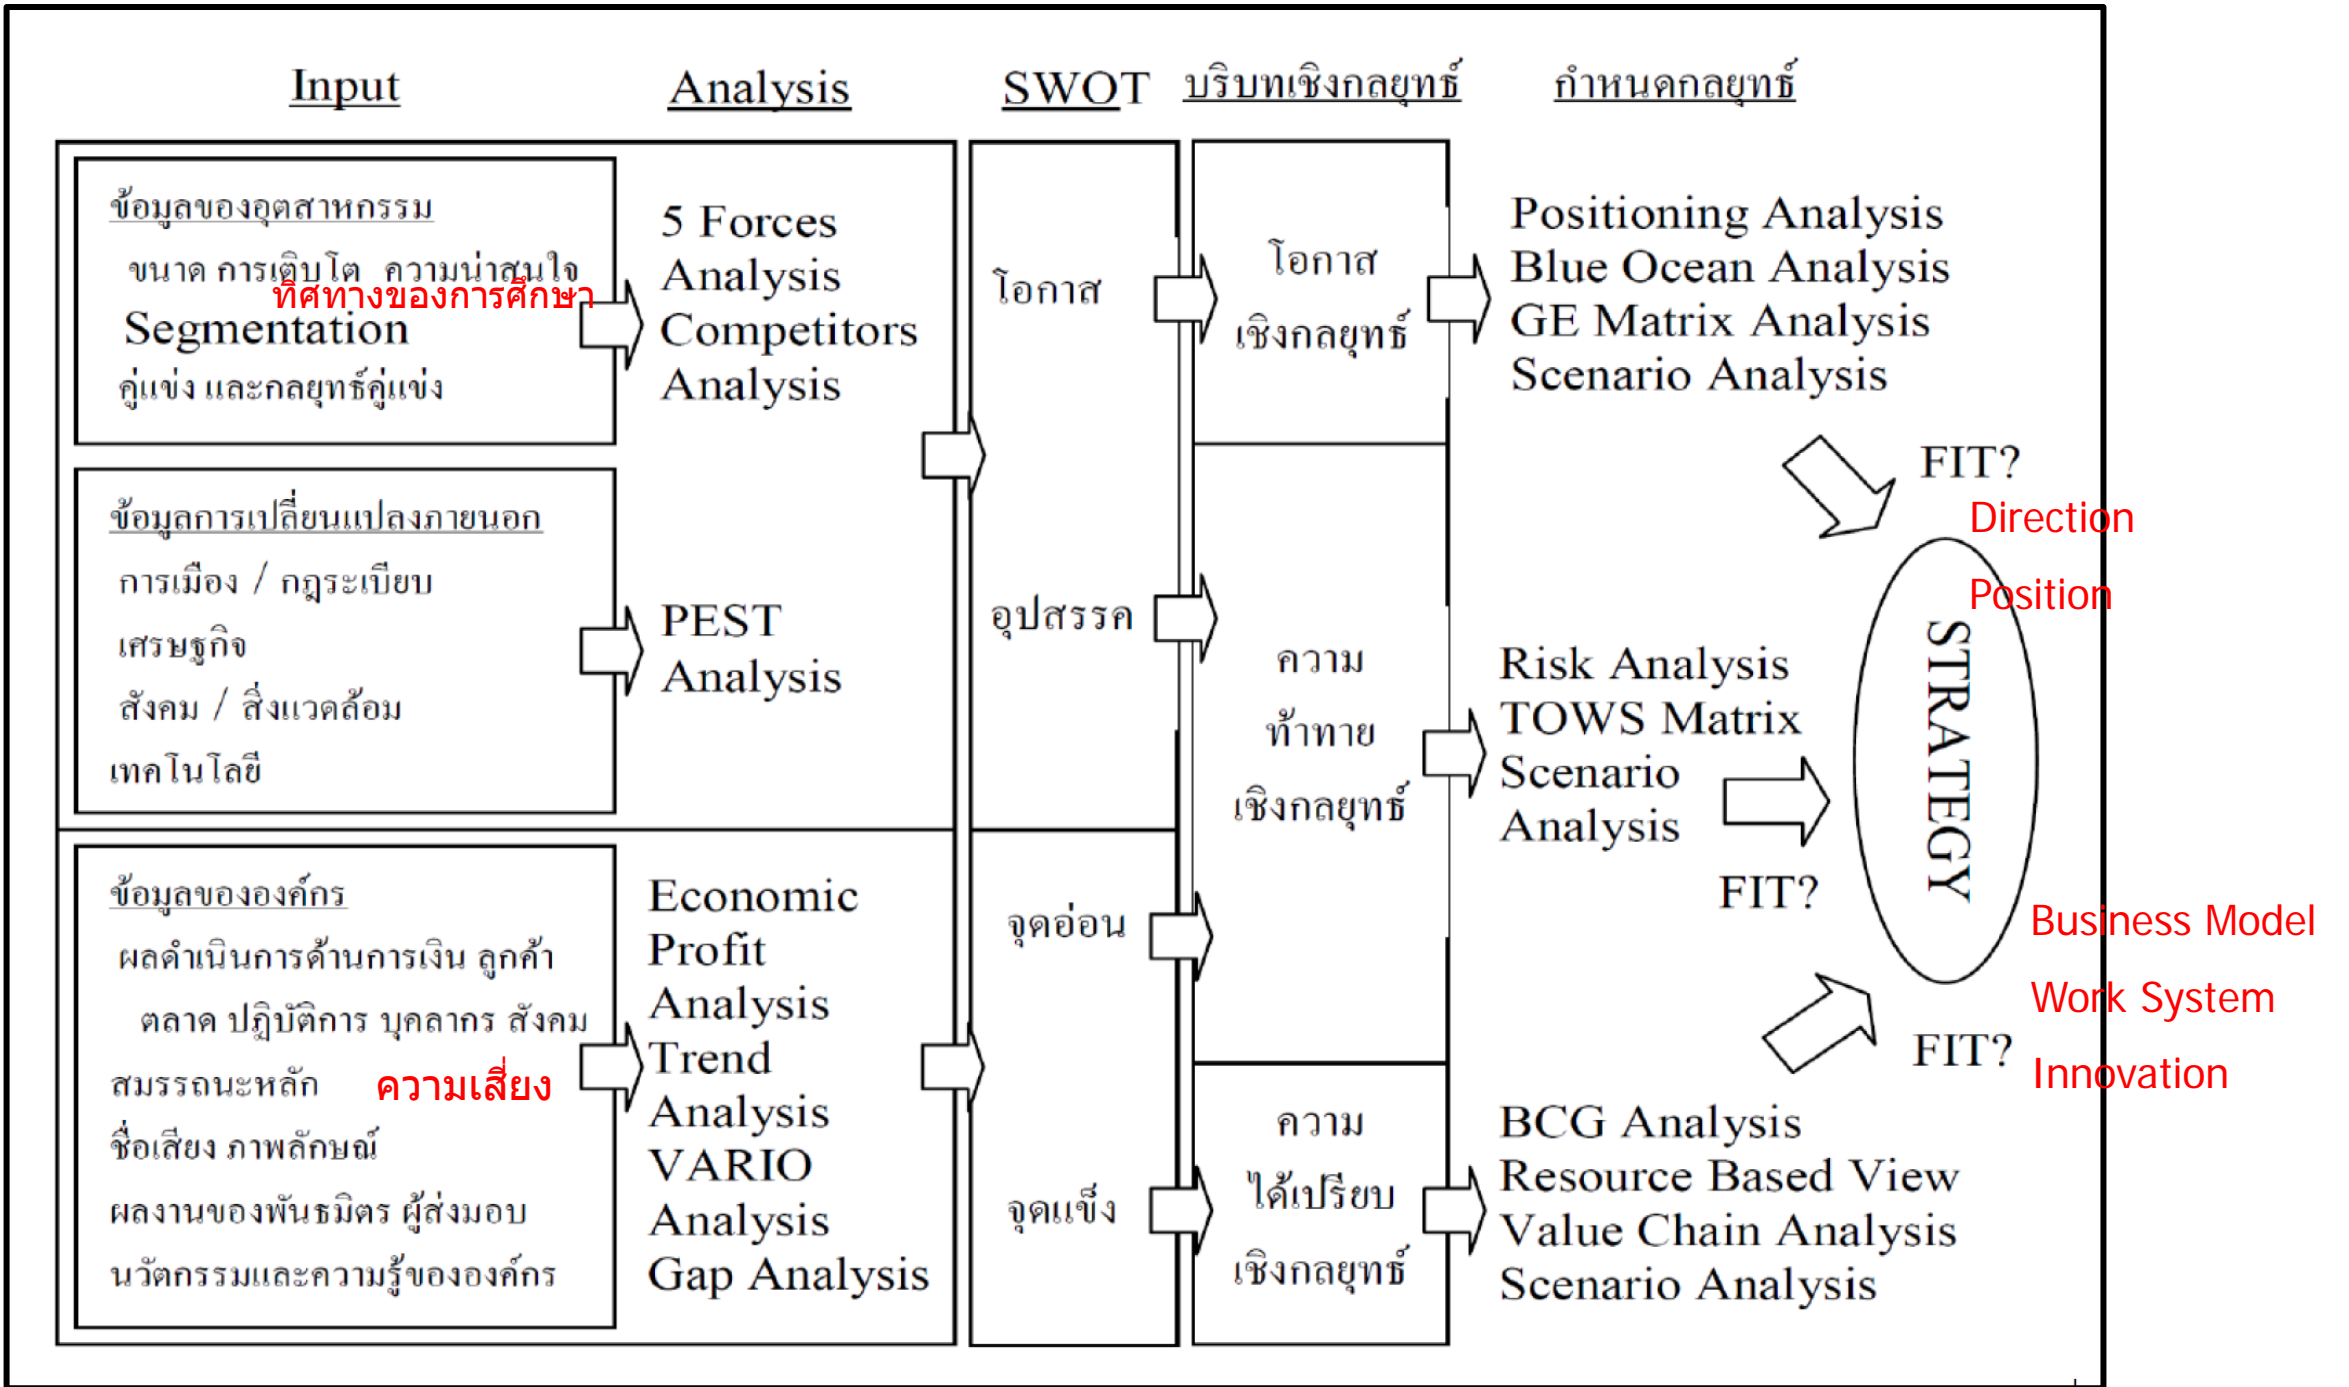 Input
Analysis
SWOT
บริบทเชิงกลยุทธ์
กำหนดกลยุทธ์
ข้อมูลของอุตสาหกรรม
ขนาด การเติบโต ความน่าสนใจ
ทิศทางของการศึกษา
Segmentation
คู่แข่ง และกลยุทธ์คู่แข่ง
5 Forces
Analysis
Competitors
Analysis
ข้อมูลการเปลี่ยนแปลงภายนอก
การเมือง / กฎระเบียบ
เศรษฐกิจ
สังคม / สิ่งแวดล้อม
เทคโนโลยี
PEST
Analysis
ข้อมูลขององค์กร
ผลดำเนินการด้านการเงิน ลูกค้า
ตลาด ปฏิบัติการ บุคลากร สังคม
สมรรถนะหลัก
ความเสี่ยง
ชื่อเสียง ภาพลักษณ์
ผลงานของพันธมิตร ผู้ส่งมอบ
นวัตกรรมและความรู้ขององค์กร
Economic
Profit
Analysis
Trend
Analysis
VARIO
Analysis
Gap Analysis
โอกาส
อุปสรรค
จุดอ่อน
จุดแข็ง
โอกาส
เชิงกลยุทธ์
ความ
ท้าทาย
เชิงกลยุทธ์
ความ
ได้เปรียบ
เชิงกลยุทธ์
Positioning Analysis
Blue Ocean Analysis
GE Matrix Analysis
Scenario Analysis
FIT?
Direction
Position
Risk Analysis
TOWS Matrix
Scenario
Analysis
FIT?
STRATEGY
Business Model
Work System
Innovation
FIT?
BCG Analysis
Resource Based View
Value Chain Analysis
Scenario Analysis